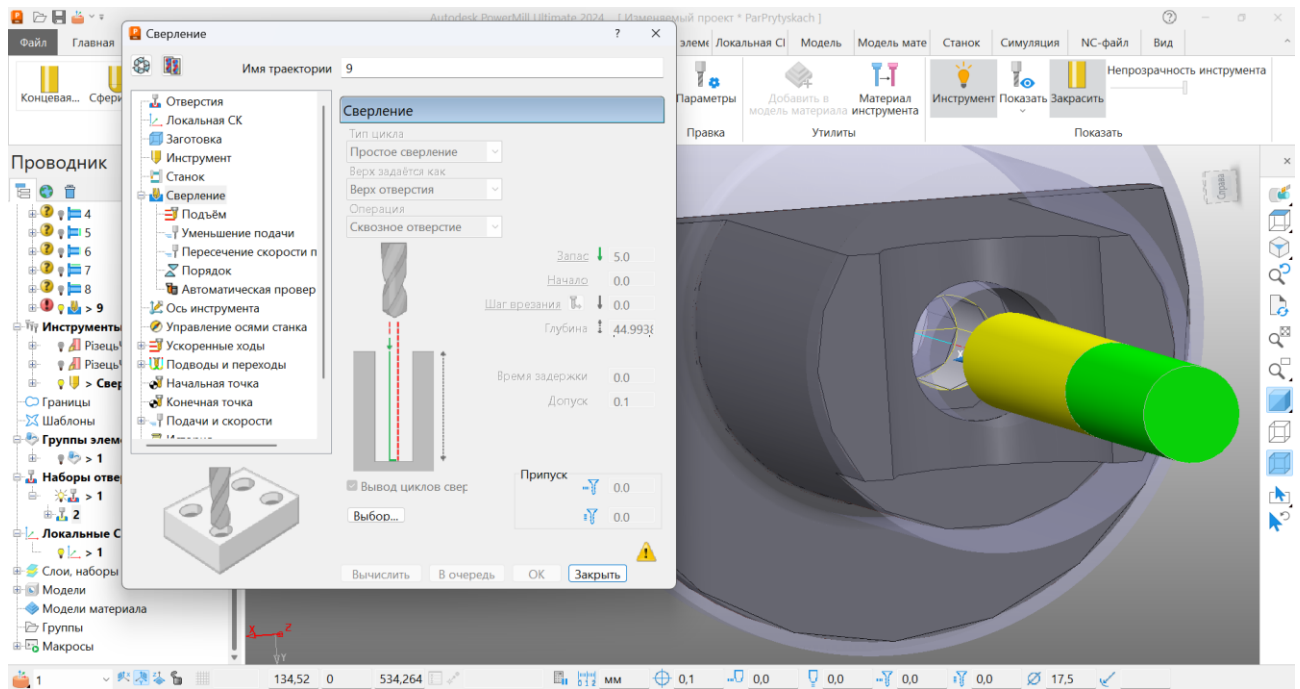 Autodesk PowerMill Ultimate 2024 [ Изменяемый проект * ParPrytyskach ]
Файл Главная
элеме Локальная СI Модель Модель мате Станок Симуляция NC-файл Вид
Концевая... Сфери
Параметры
Добавить в модель материала
Материал инструмента
Инструмент Показать Закрасить
Непрозрачность инструмента
Правка Утилиты Показать
Сверление
? ×
Имя траектории 9
Отверстия
Локальная СК
Заготовка
Инструмент
Станок
Сверление
Подъём
Уменьшение подачи
Пересечение скорости п
Порядок
Автоматическая провер
Ось инструмента
Управление осями станка
Ускоренные ходы
Подводы и переходы
Начальная точка
Конечная точка
Подачи и скорости
Сверление
Тип цикла
Простое сверление
Верх задаётся как
Верх отверстия
Операция
Сквозное отверстие
Запас 5.0
Начало 0.0
Шаг врезания 0.0
Глубина 44.9938
Время задержки 0.0
Допуск 0.1
Вывод циклов свер
Выбор...
Припуск
0.0
0.0
Вычислить В очередь OK Закрыть
Проводник
4
5
6
7
8
> 9
Инструменты
Різець
Різець
> Свер
Границы
Шаблоны
Группы элем
> 1
Наборы отве
> 1
2
Локальные С
> 1
Слои, наборы
Модели
Модели материала
Группы
Макросы
Справа
X
X Z
Y
1 134,52 0 534,264 мм 0,1 0,0 0,0 0,0 0,0 17,5